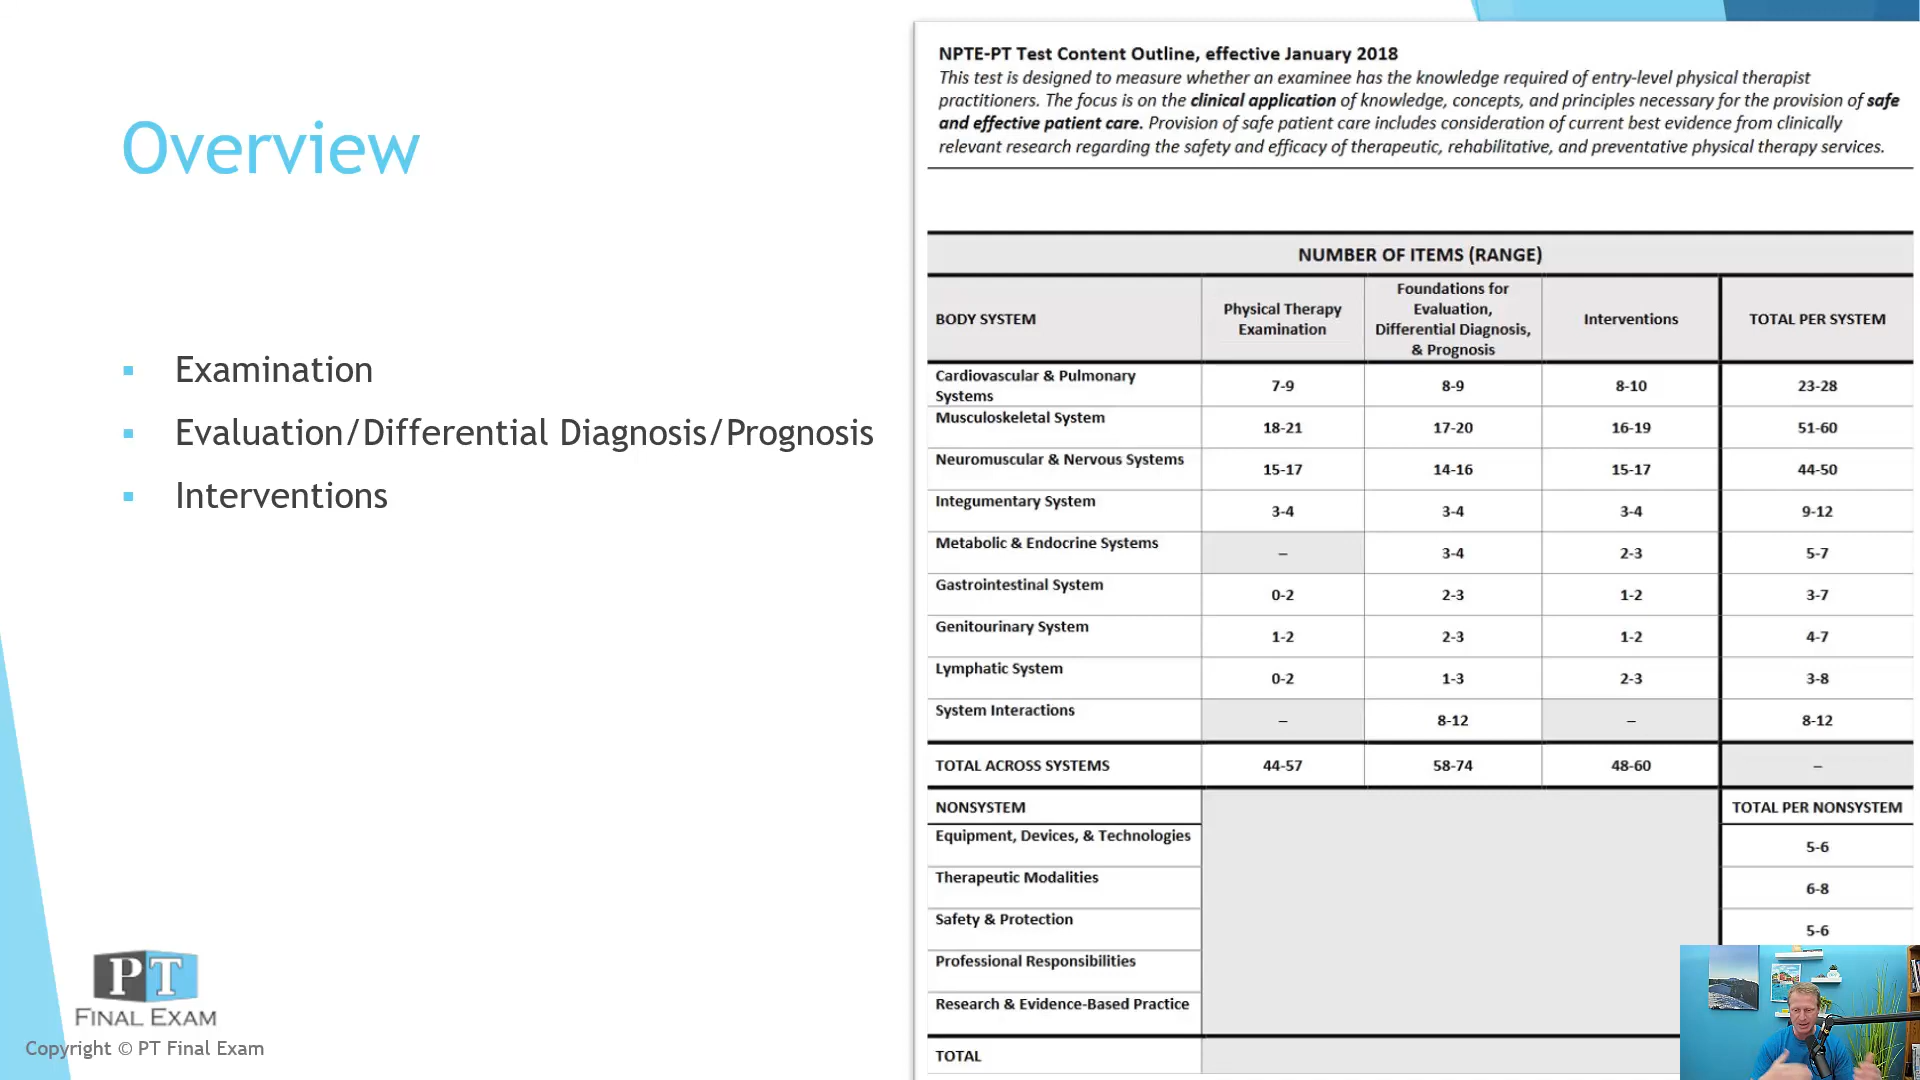 Overview
Examination
Evaluation/Differential Diagnosis/Prognosis
Interventions
PT
FINAL EXAM
Copyright © PT Final Exam
NPTE-PT Test Content Outline, effective January 2018
This test is designed to measure whether an examinee has the knowledge required of entry-level physical therapist
practitioners. The focus is on the clinical application of knowledge, concepts, and principles necessary for the provision of safe
and effective patient care. Provision of safe patient care includes consideration of current best evidence from clinically
relevant research regarding the safety and efficacy of therapeutic, rehabilitative, and preventative physical therapy services.
NUMBER OF ITEMS (RANGE)
BODY SYSTEM
Physical Therapy
Examination
Foundations for
Evaluation,
Differential Diagnosis,
& Prognosis
Interventions
TOTAL PER SYSTEM
Cardiovascular & Pulmonary
Systems
7-9 8-9 8-10 23-28
Musculoskeletal System 18-21 17-20 16-19 51-60
Neuromuscular & Nervous Systems 15-17 14-16 15-17 44-50
Integumentary System 3-4 3-4 3-4 9-12
Metabolic & Endocrine Systems – 3-4 2-3 5-7
Gastrointestinal System 0-2 2-3 1-2 3-7
Genitourinary System 1-2 2-3 1-2 4-7
Lymphatic System 0-2 1-3 2-3 3-8
System Interactions – 8-12 – 8-12
TOTAL ACROSS SYSTEMS 44-57 58-74 48-60 –
NONSYSTEM TOTAL PER NONSYSTEM
Equipment, Devices, & Technologies 5-6
Therapeutic Modalities 6-8
Safety & Protection 5-6
Professional Responsibilities
Research & Evidence-Based Practice
TOTAL